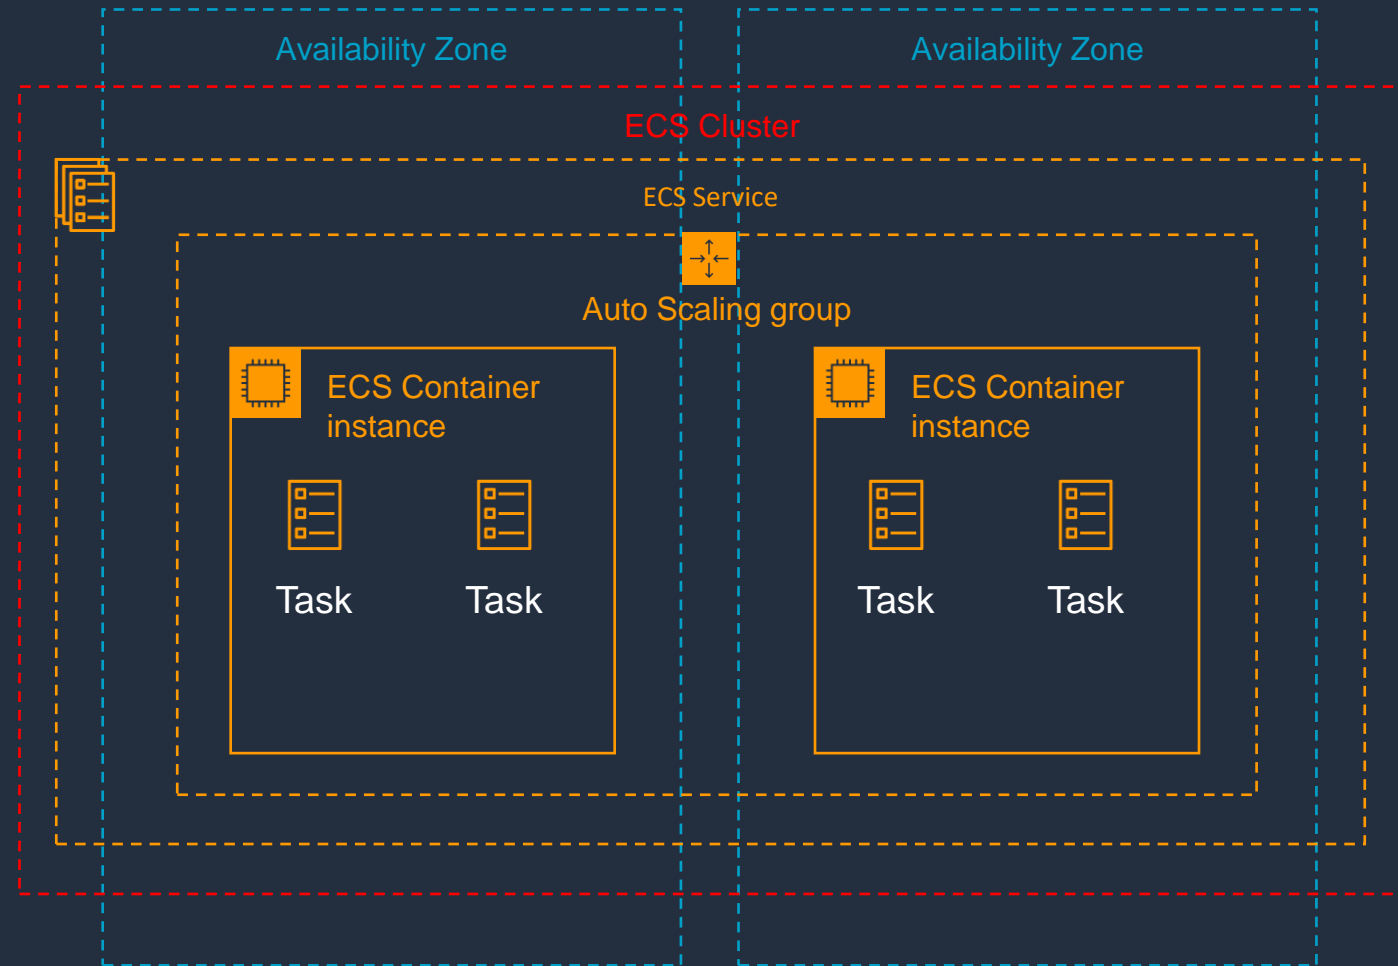 Availability Zone
Availability Zone
ECS Cluster
ECS Service
Auto Scaling group
ECS Container
instance
Task
Task
ECS Container
instance
Task
Task